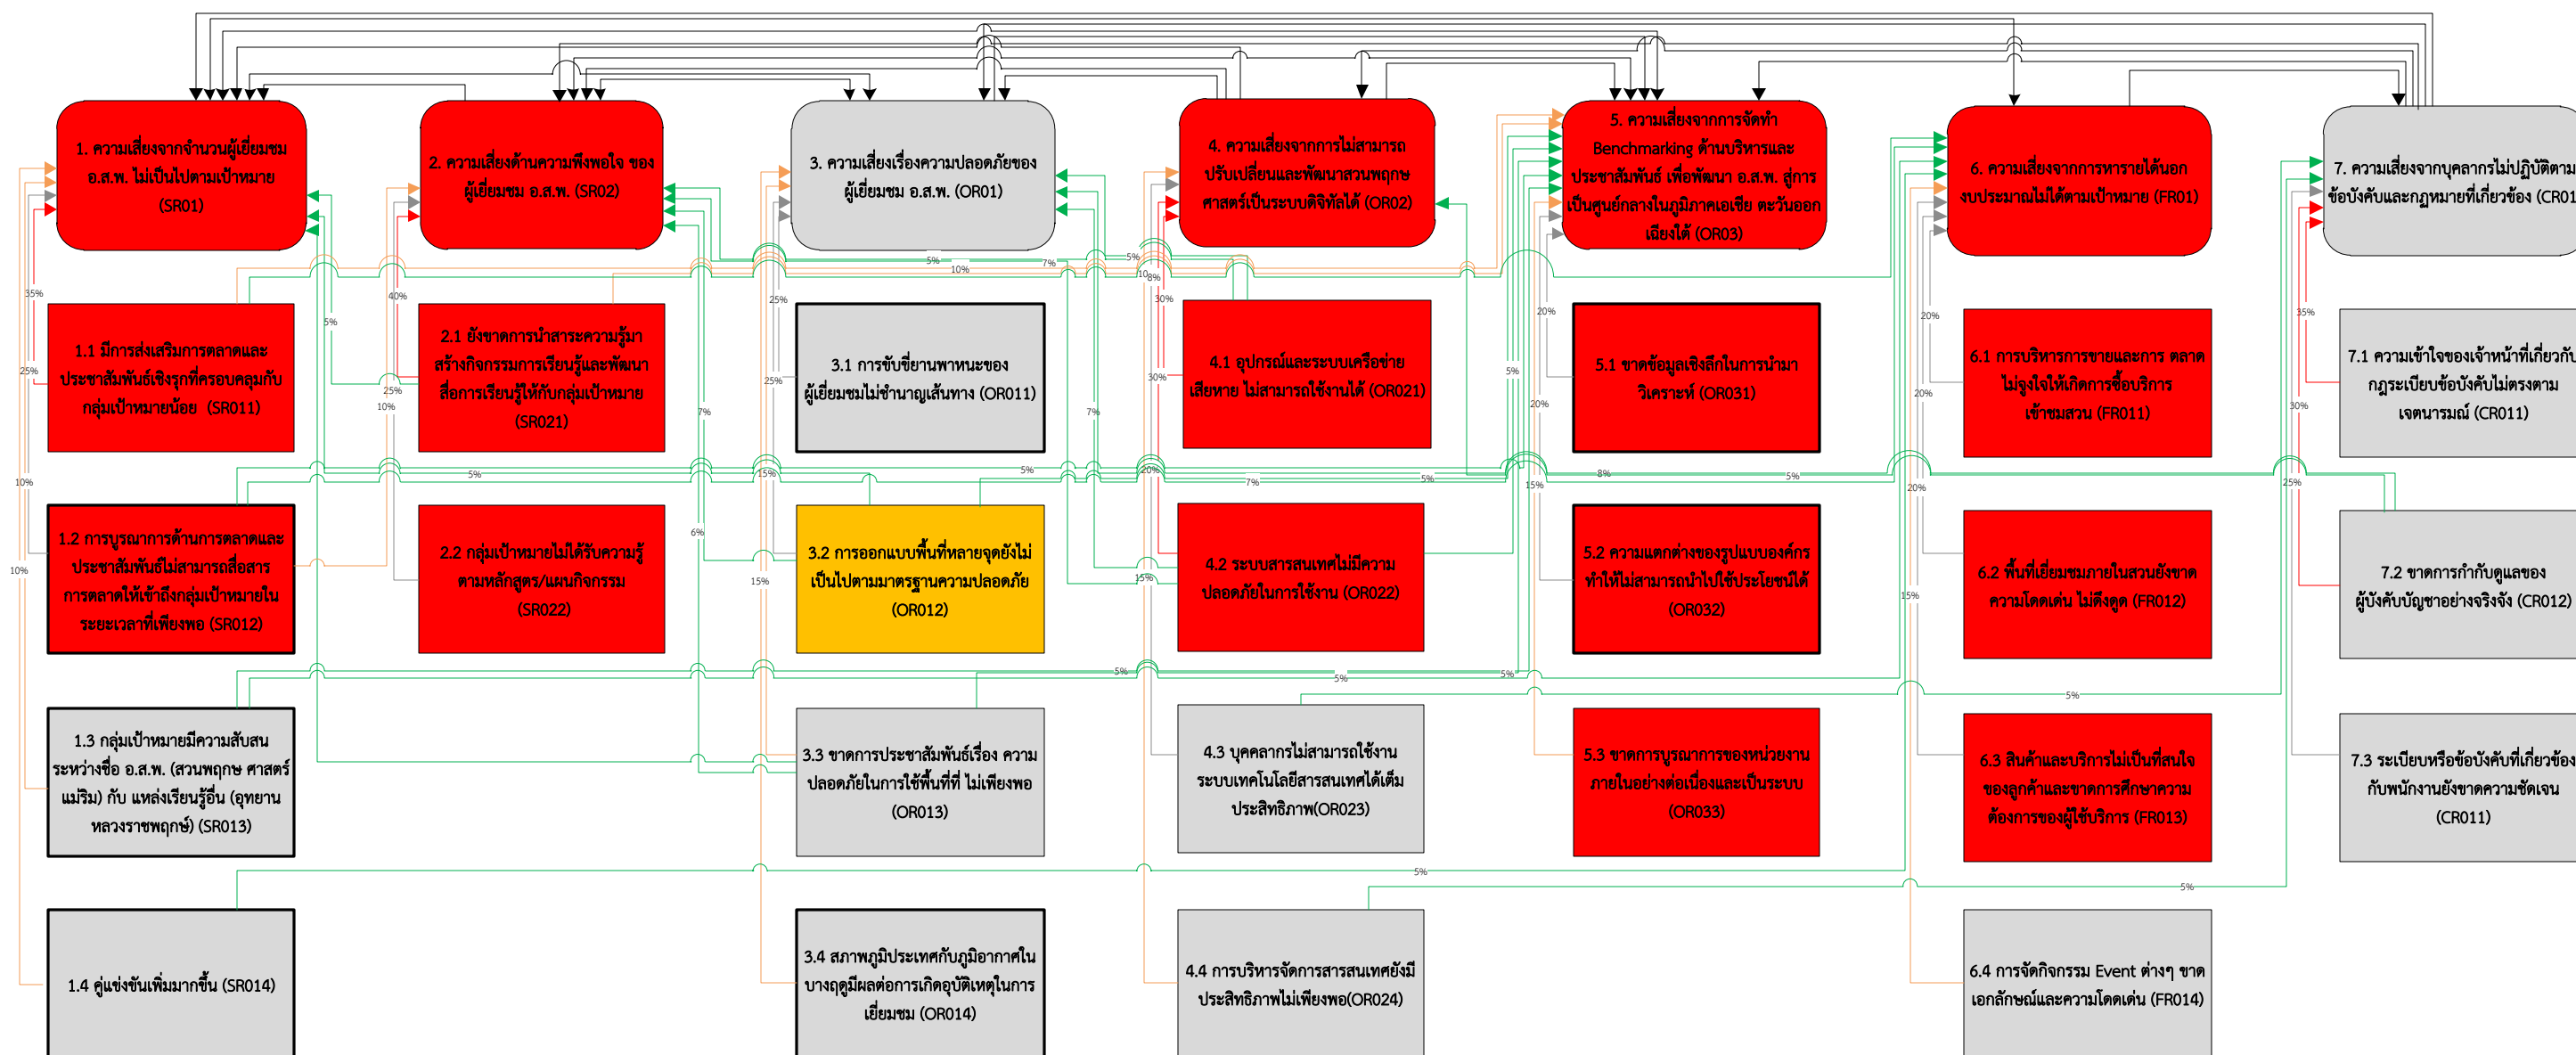 1. ความเสี่ยงจากจำนวนผู้เยี่ยมชม
อ.ส.พ. ไม่เป็นไปตามเป้าหมาย
(SR01)
2. ความเสี่ยงด้านความพึงพอใจ ของ
ผู้เยี่ยมชม อ.ส.พ. (SR02)
3. ความเสี่ยงเรื่องความปลอดภัยของ
ผู้เยี่ยมชม อ.ส.พ. (OR01)
4. ความเสี่ยงจากการไม่สามารถ
ปรับเปลี่ยนและพัฒนาสวนพฤกษ
ศาสตร์เป็นระบบดิจิทัลได้ (OR02)
5. ความเสี่ยงจากการจัดทำ
Benchmarking ด้านบริหารและ
ประชาสัมพันธ์ เพื่อพัฒนา อ.ส.พ. สู่การ
เป็นศูนย์กลางในภูมิภาคเอเชีย ตะวันออก
เฉียงใต้ (OR03)
6. ความเสี่ยงจากการหารายได้นอก
งบประมาณไม่ได้ตามเป้าหมาย (FR01)
7. ความเสี่ยงจากบุคลากรไม่ปฏิบัติตาม
ข้อบังคับและกฎหมายที่เกี่ยวข้อง (CR01
5%
10%
7%
5%
10
8%
35%
5%
40%
25%
30%
20%
20%
35%
1.1 มีการส่งเสริมการตลาดและ
ประชาสัมพันธ์เชิงรุกที่ครอบคลุมกับ
กลุ่มเป้าหมายน้อย (SR011)
2.1 ยังขาดการนำสาระความรู้มา
สร้างกิจกรรมการเรียนรู้และพัฒนา
สื่อการเรียนรู้ให้กับกลุ่มเป้าหมาย
(SR021)
3.1 การขับขี่ยานพาหนะของ
ผู้เยี่ยมชมไม่ชำนาญเส้นทาง (OR011)
4.1 อุปกรณ์และระบบเครือข่าย
เสียหาย ไม่สามารถใช้งานได้ (OR021)
5.1 ขาดข้อมูลเชิงลึกในการนำมา
วิเคราะห์ (OR031)
6.1 การบริหารการขายและการ ตลาด
ไม่จูงใจให้เกิดการซื้อบริการ
เข้าชมสวน (FR011)
7.1 ความเข้าใจของเจ้าหน้าที่เกี่ยวกับ
กฎระเบียบข้อบังคับไม่ตรงตาม
เจตนารมณ์ (CR011)
25%
25%
10%
7%
25%
7%
30%
5%
20%
20%
30%
10%
5%
15%
5%
20%
7%
5%
15%
8%
5%
20%
25%
1.2 การบูรณาการด้านการตลาดและ
ประชาสัมพันธ์ไม่สามารถสื่อสาร
การตลาดให้เข้าถึงกลุ่มเป้าหมายใน
ระยะเวลาที่เพียงพอ (SR012)
2.2 กลุ่มเป้าหมายไม่ได้รับความรู้
ตามหลักสูตร/แผนกิจกรรม
(SR022)
3.2 การออกแบบพื้นที่หลายจุดยังไม่
เป็นไปตามมาตรฐานความปลอดภัย
(OR012)
4.2 ระบบสารสนเทศไม่มีความ
ปลอดภัยในการใช้งาน (OR022)
5.2 ความแตกต่างของรูปแบบองค์กร
ทำให้ไม่สามารถนำไปใช้ประโยชน์ได้
(OR032)
6.2 พื้นที่เยี่ยมชมภายในสวนยังขาด
ความโดดเด่น ไม่ดึงดูด (FR012)
7.2 ขาดการกำกับดูแลของ
ผู้บังคับบัญชาอย่างจริงจัง (CR012)
10%
6%
15%
15%
15%
5%
5%
5%
5%
1.3 กลุ่มเป้าหมายมีความสับสน
ระหว่างชื่อ อ.ส.พ. (สวนพฤกษ ศาสตร์
แม่ริม) กับ แหล่งเรียนรู้อื่น (อุทยาน
หลวงราชพฤกษ์) (SR013)
3.3 ขาดการประชาสัมพันธ์เรื่อง ความ
ปลอดภัยในการใช้พื้นที่ที่ ไม่เพียงพอ
(OR013)
4.3 บุคคลากรไม่สามารถใช้งาน
ระบบเทคโนโลยีสารสนเทศได้เต็ม
ประสิทธิภาพ(OR023)
5.3 ขาดการบูรณาการของหน่วยงาน
ภายในอย่างต่อเนื่องและเป็นระบบ
(OR033)
6.3 สินค้าและบริการไม่เป็นที่สนใจ
ของลูกค้าและขาดการศึกษาความ
ต้องการของผู้ใช้บริการ (FR013)
7.3 ระเบียบหรือข้อบังคับที่เกี่ยวข้อง
กับพนักงานยังขาดความชัดเจน
(CR011)
5%
5%
1.4 คู่แข่งขันเพิ่มมากขึ้น (SR014)
3.4 สภาพภูมิประเทศกับภูมิอากาศใน
บางฤดูมีผลต่อการเกิดอุบัติเหตุในการ
เยี่ยมชม (OR014)
4.4 การบริหารจัดการสารสนเทศยังมี
ประสิทธิภาพไม่เพียงพอ(OR024)
6.4 การจัดกิจกรรม Event ต่างๆ ขาด
เอกลักษณ์และความโดดเด่น (FR014)